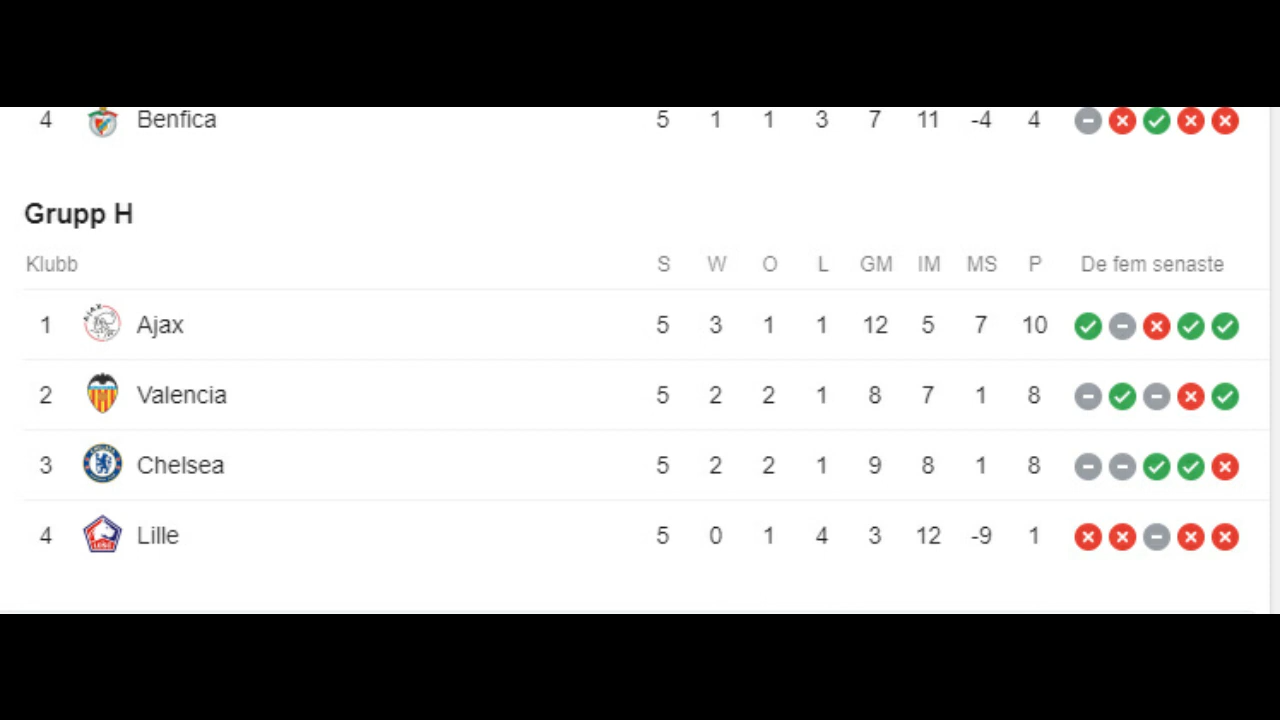 4 Benfica 5 1 1 3 7 11 -4 4
Grupp H
Klubb S W O L GM IM MS P De fem senaste
1 Ajax 5 3 1 1 12 5 7 10
2 Valencia 5 2 2 1 8 7 1 8
3 Chelsea 5 2 2 1 9 8 1 8
4 Lille 5 0 1 4 3 12 -9 1